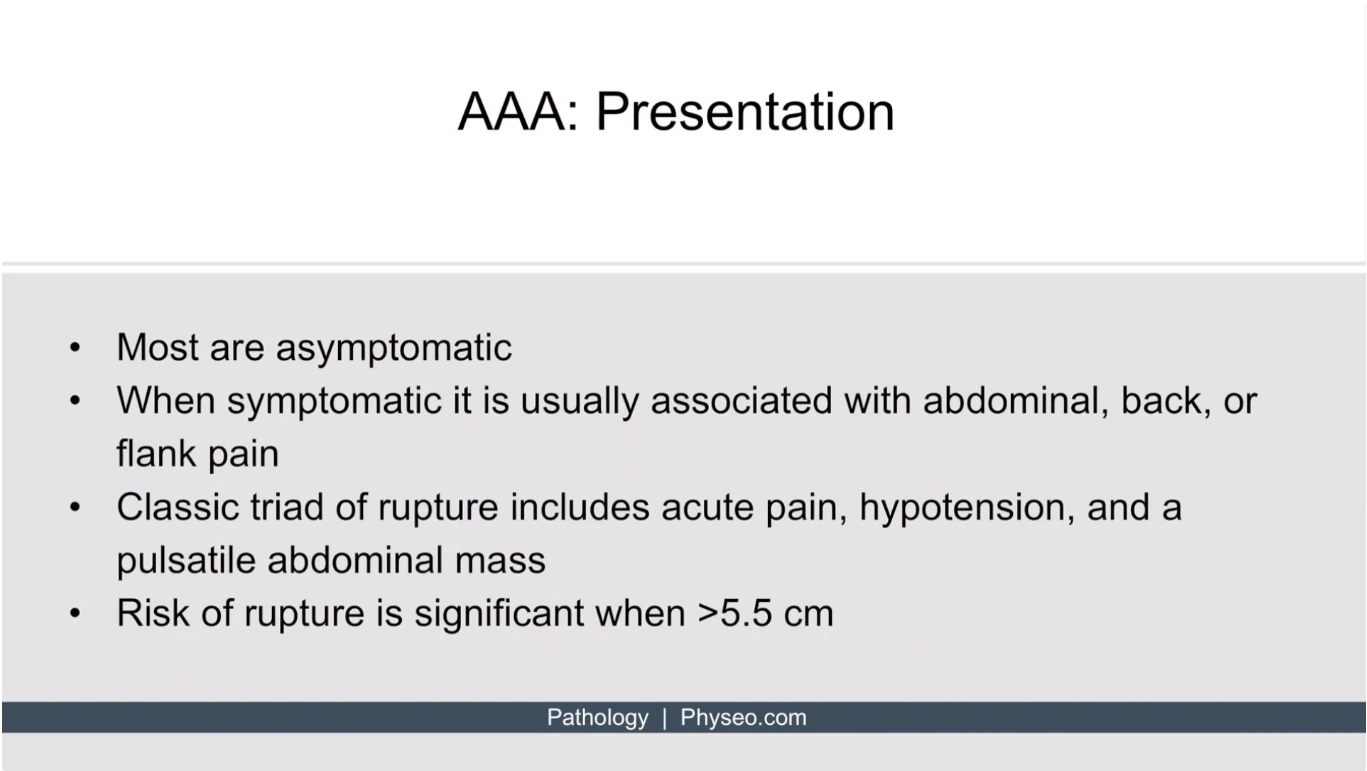 AAA: Presentation
• Most are asymptomatic
• When symptomatic it is usually associated with abdominal, back, or
flank pain
• Classic triad of rupture includes acute pain, hypotension, and a
pulsatile abdominal mass
• Risk of rupture is significant when >5.5 cm
Pathology | Physeo.com